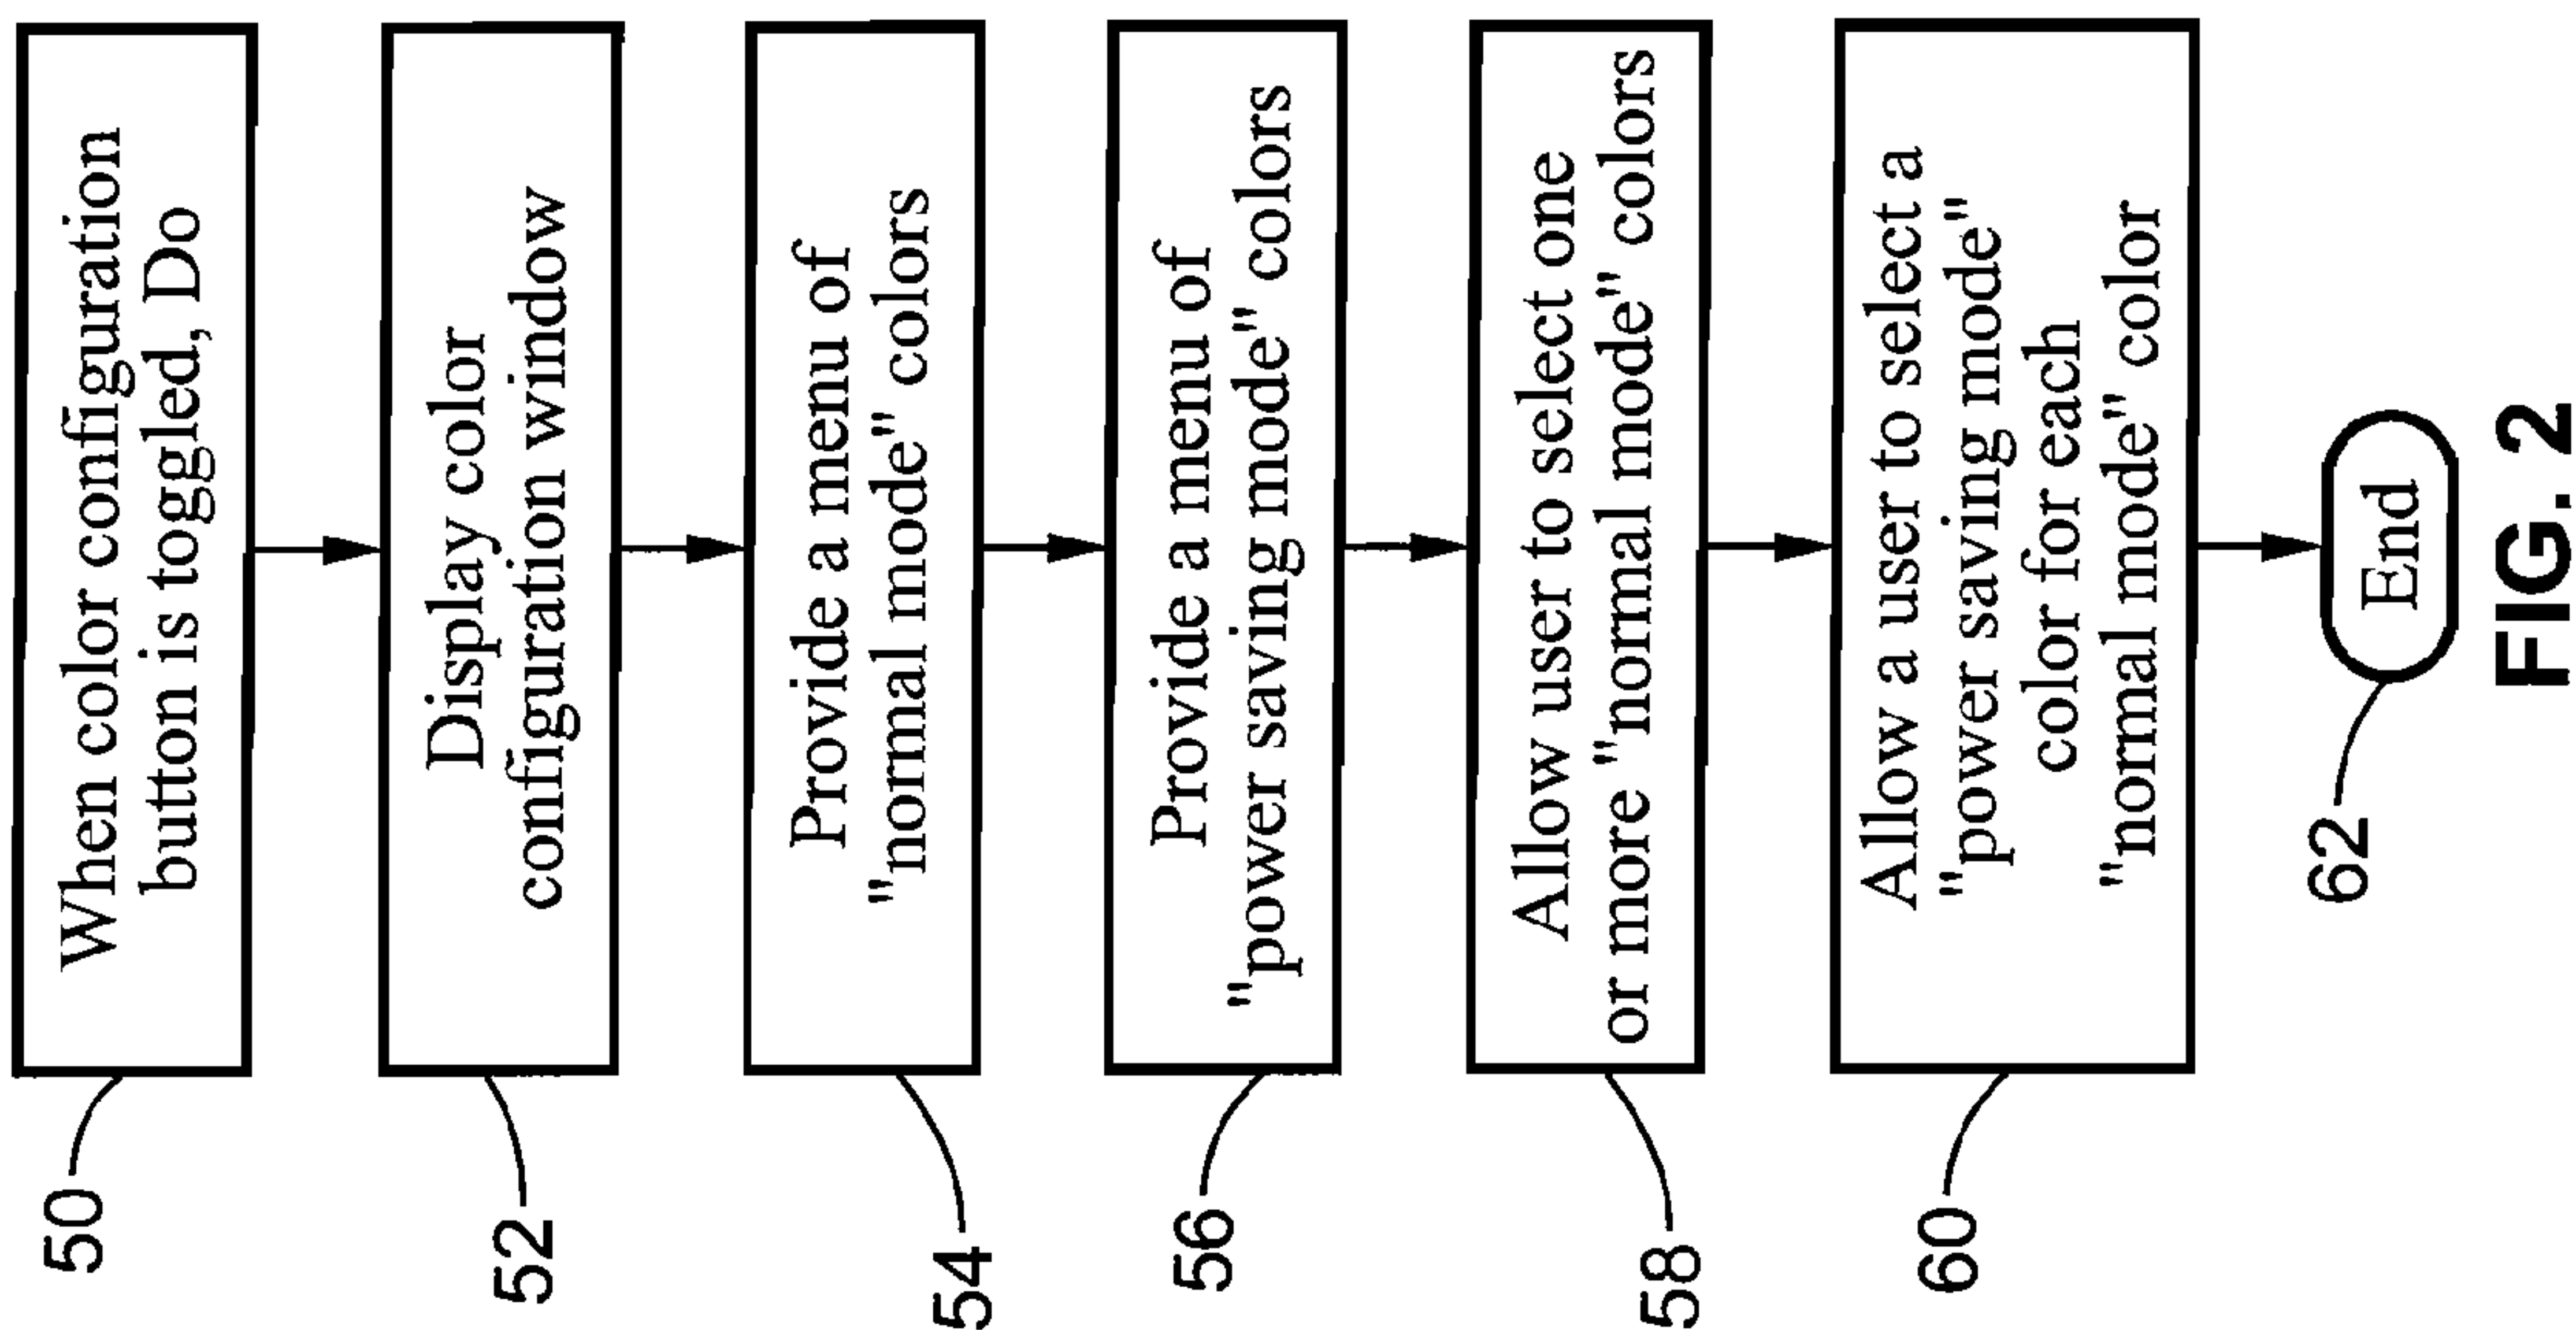 50
When color configuration
button is toggled, Do
52
Display color
configuration window
54
Provide a menu of
"normal mode" colors
56
Provide a menu of
"power saving mode" colors
58
Allow user to select one
or more "normal mode" colors
60
Allow a user to select a
"power saving mode"
color for each
"normal mode" color
62
End
FIG. 2